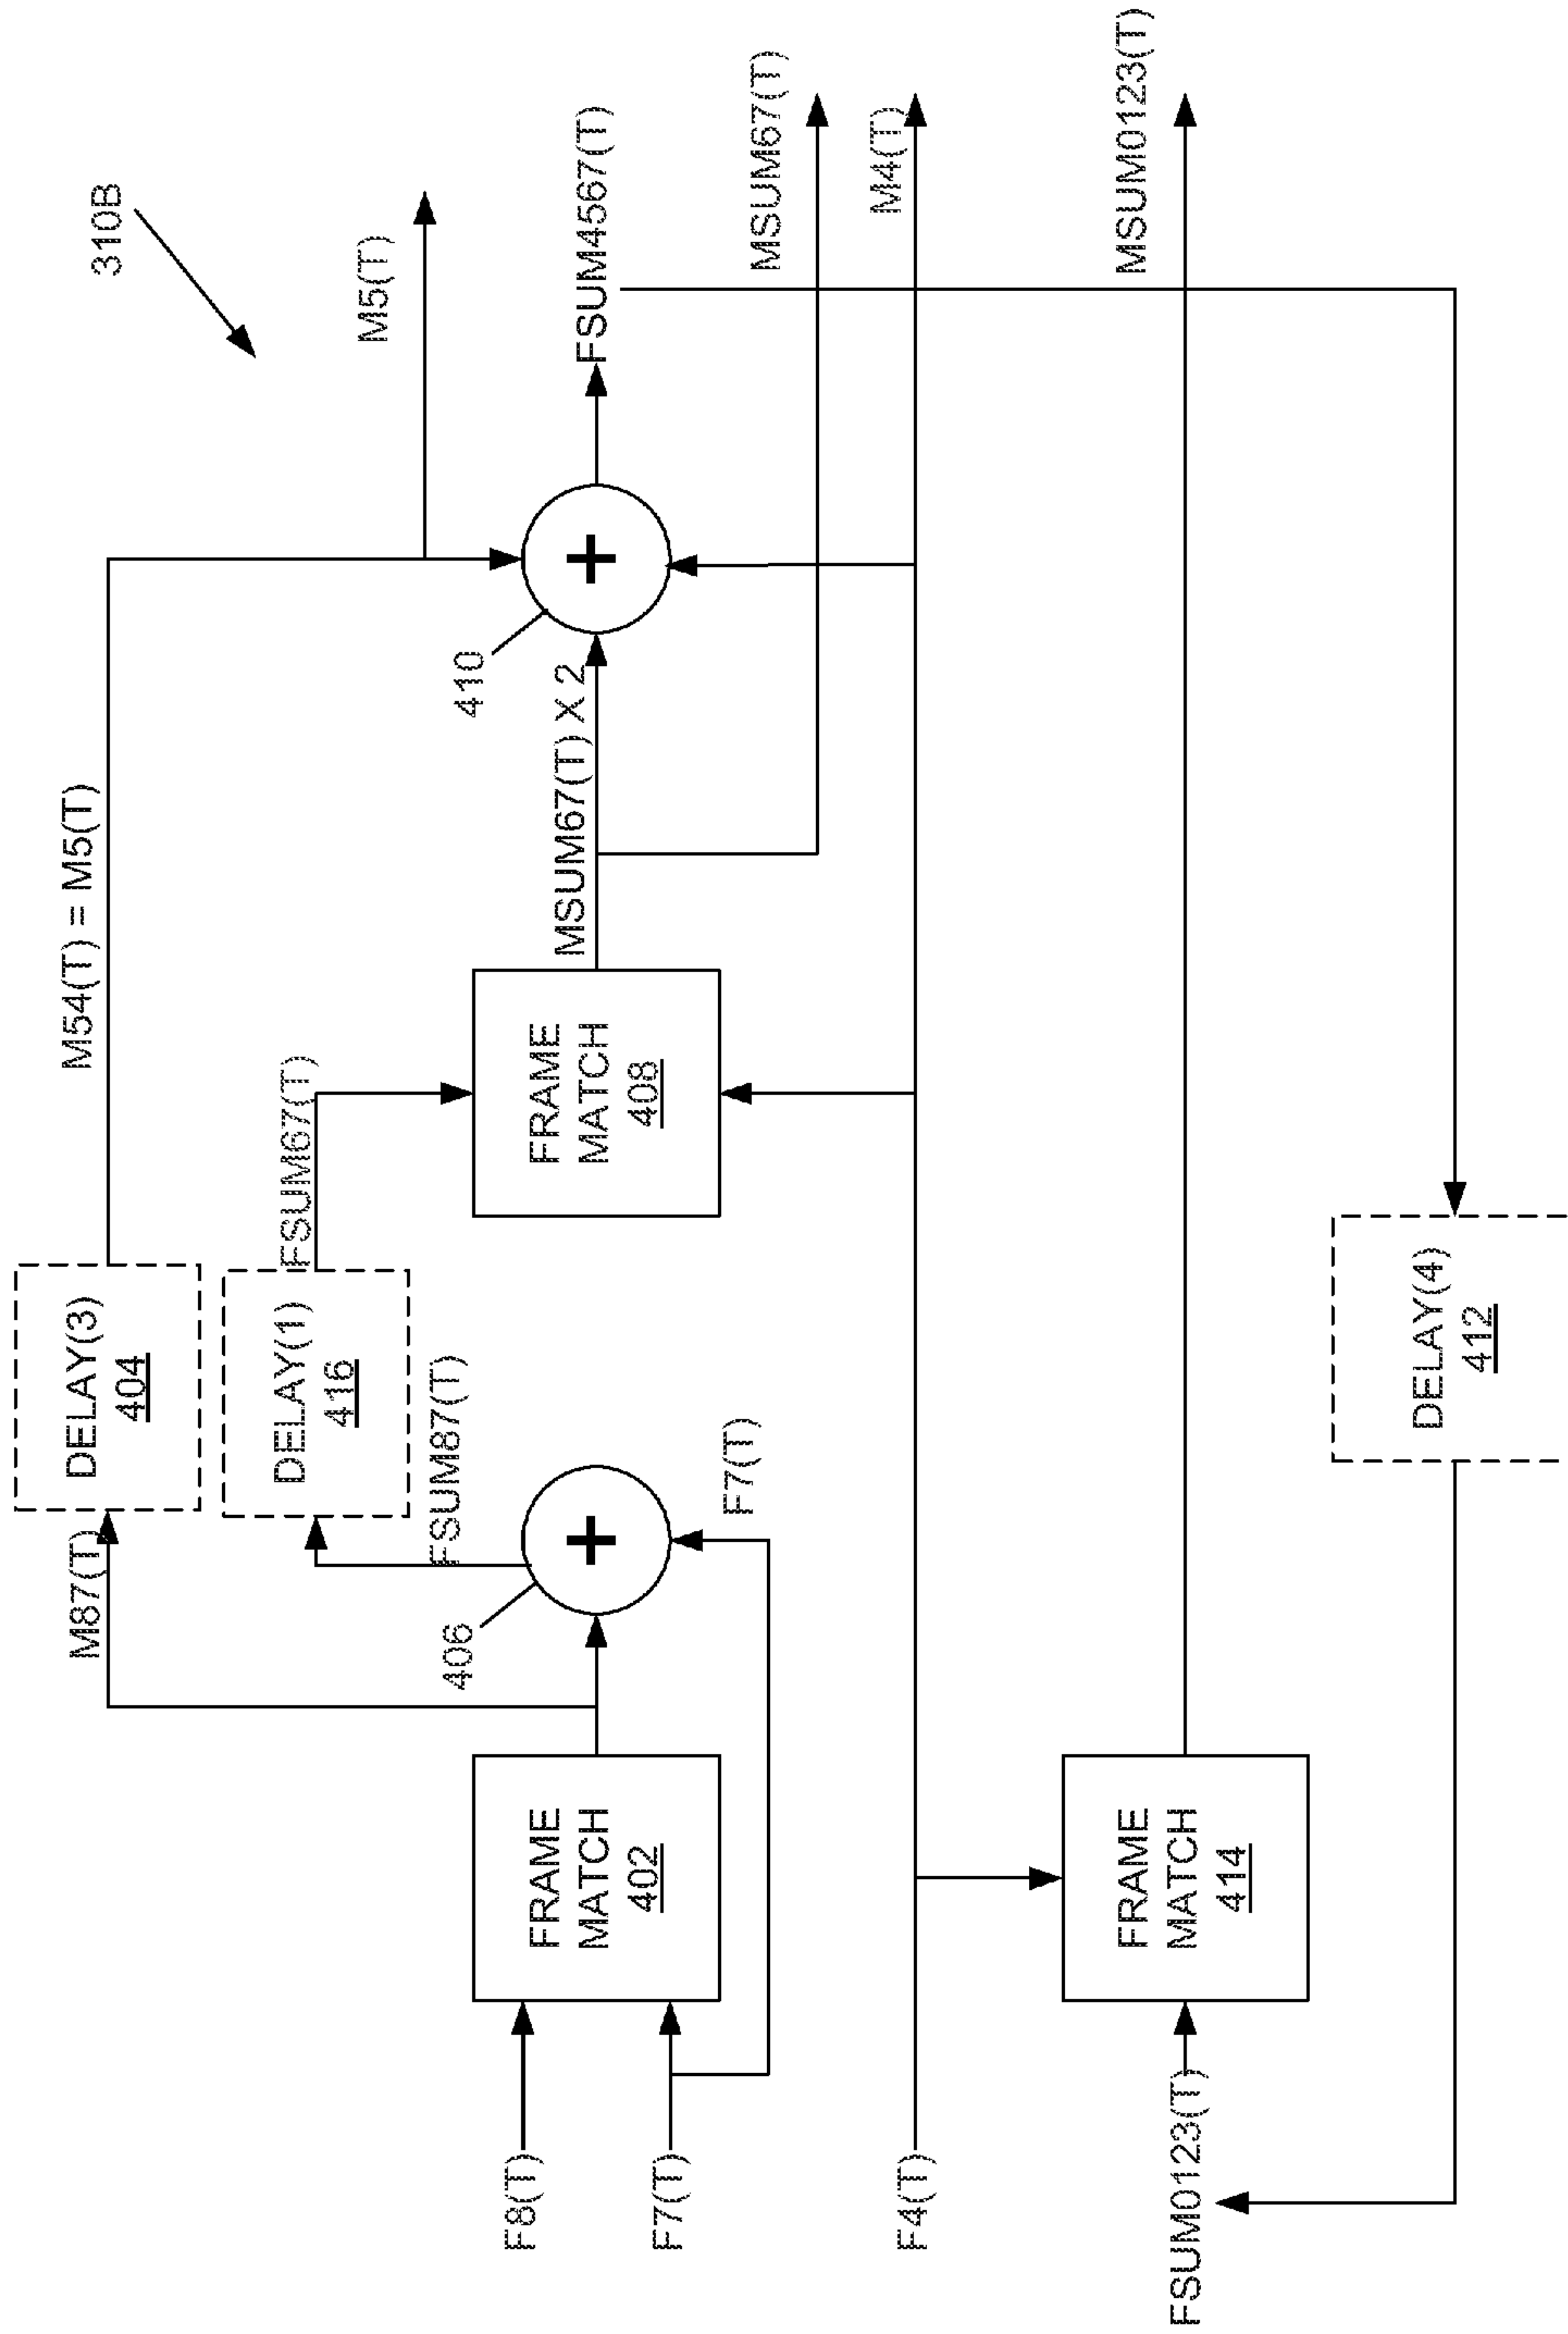 310B
M87(T)
DELAY(3)
404
M54(T) = M5(T)
M5(T)
DELAY(1)
416
FSUM67(T)
FSUM87(T)
F8(T)
F7(T)
FRAME
MATCH
402
406
+
F7(T)
FRAME
MATCH
408
MSUM67(T) X 2
410
+
FSUM4567(T)
MSUM67(T)
F4(T)
M4(T)
FSUM0123(T)
FRAME
MATCH
414
MSUM0123(T)
DELAY(4)
412